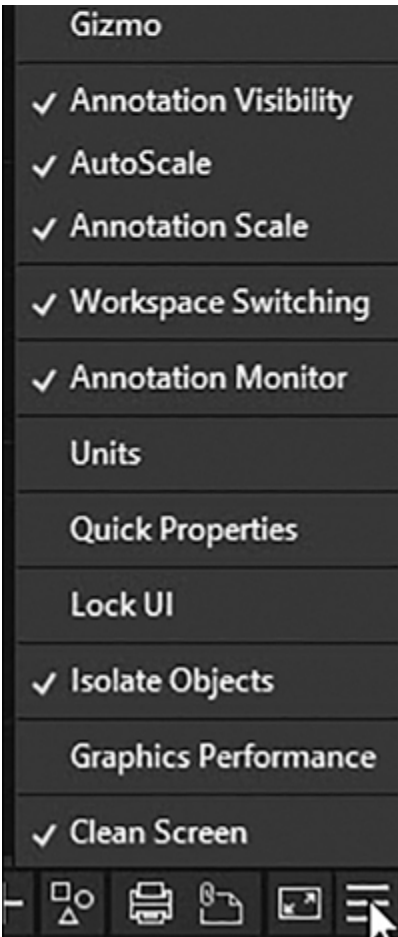 Gizmo
Annotation Visibility
AutoScale
Annotation Scale
Workspace Switching
Annotation Monitor
Units
Quick Properties
Lock UI
Isolate Objects
Graphics Performance
Clean Screen